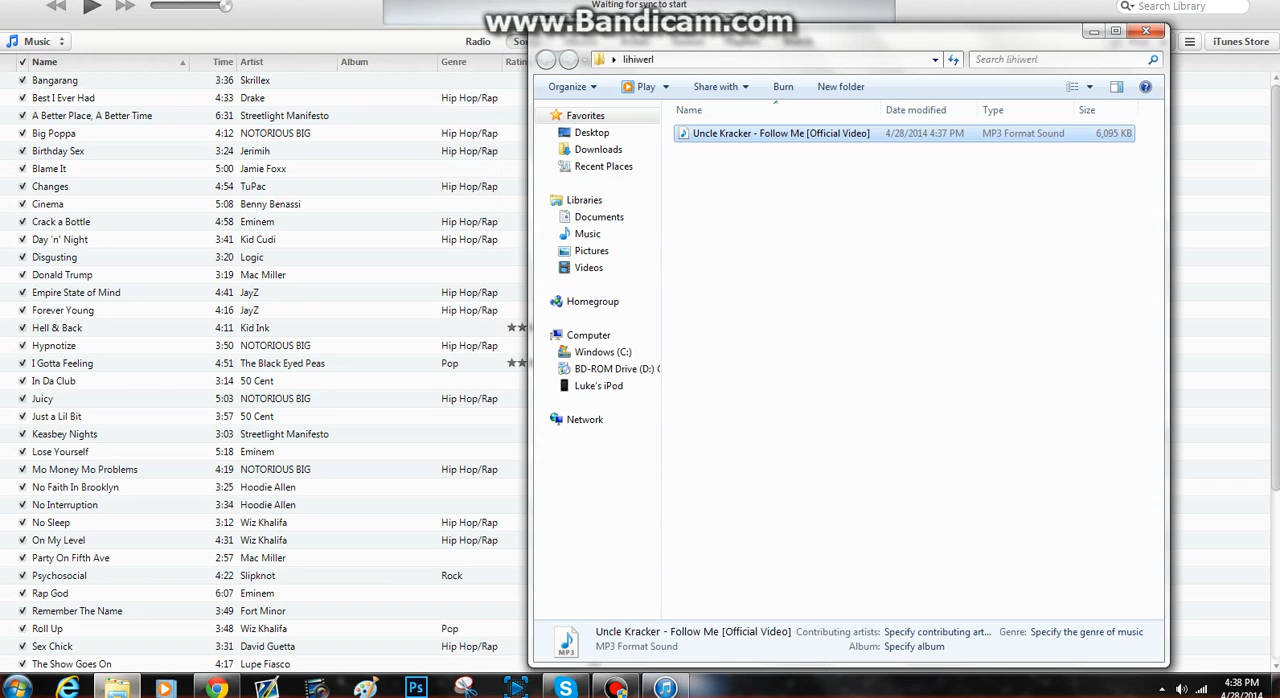 Waiting for sync to start
www.Bandicam.com
Search Library
Music
Radio
iTunes Store
Name Time Artist Album Genre
Bangarang 3:36 Skrillex
Best I Ever Had 4:33 Drake Hip Hop/Rap
A Better Place, A Better Time 6:31 Streetlight Manifesto
Big Poppa 4:12 NOTORIOUS BIG Hip Hop/Rap
Birthday Sex 3:24 Jerimih Hip Hop/Rap
Blame It 5:00 Jamie Foxx
Changes 4:54 TuPac Hip Hop/Rap
Cinema 5:08 Benny Benassi
Crack a Bottle 4:58 Eminem Hip Hop/Rap
Day 'n' Night 3:41 Kid Cudi Hip Hop/Rap
Disgusting 3:20 Logic
Donald Trump 3:19 Mac Miller
Empire State of Mind 4:41 JayZ Hip Hop/Rap
Forever Young 4:16 JayZ Hip Hop/Rap
Hell & Back 4:11 Kid Ink
Hypnotize 3:50 NOTORIOUS BIG Hip Hop/Rap
I Gotta Feeling 4:51 The Black Eyed Peas Pop
In Da Club 3:14 50 Cent
Juicy 5:03 NOTORIOUS BIG Hip Hop/Rap
Just a Lil Bit 3:57 50 Cent
Keasbey Nights 3:03 Streetlight Manifesto
Lose Yourself 5:18 Eminem
Mo Money Mo Problems 4:19 NOTORIOUS BIG Hip Hop/Rap
No Faith In Brooklyn 3:25 Hoodie Allen
No Interruption 3:34 Hoodie Allen
No Sleep 3:12 Wiz Khalifa Hip Hop/Rap
On My Level 4:31 Wiz Khalifa Hip Hop/Rap
Party On Fifth Ave 2:57 Mac Miller
Psychosocial 4:22 Slipknot Rock
Rap God 6:07 Eminem
Remember The Name 3:49 Fort Minor
Roll Up 3:48 Wiz Khalifa Pop
Sex Chick 3:31 David Guetta
The Show Goes On 4:17 Lupe Fiasco
lihiwerl
Search lihiwerl
Organize Play Share with Burn New folder
Favorites
Desktop
Downloads
Recent Places
Libraries
Documents
Music
Pictures
Videos
Homegroup
Computer
Windows (C:)
BD-ROM Drive (D:)
Luke's iPod
Network
Name Date modified Type Size
Uncle Kracker - Follow Me [Official Video] 4/28/2014 4:37 PM MP3 Format Sound 6,095 KB
Uncle Kracker - Follow Me [Official Video] Contributing artists: Specify contributing art... Genre: Specify the genre of music
MP3 Format Sound Album: Specify album
MP3
Ps
4:38 PM
4/28/2014